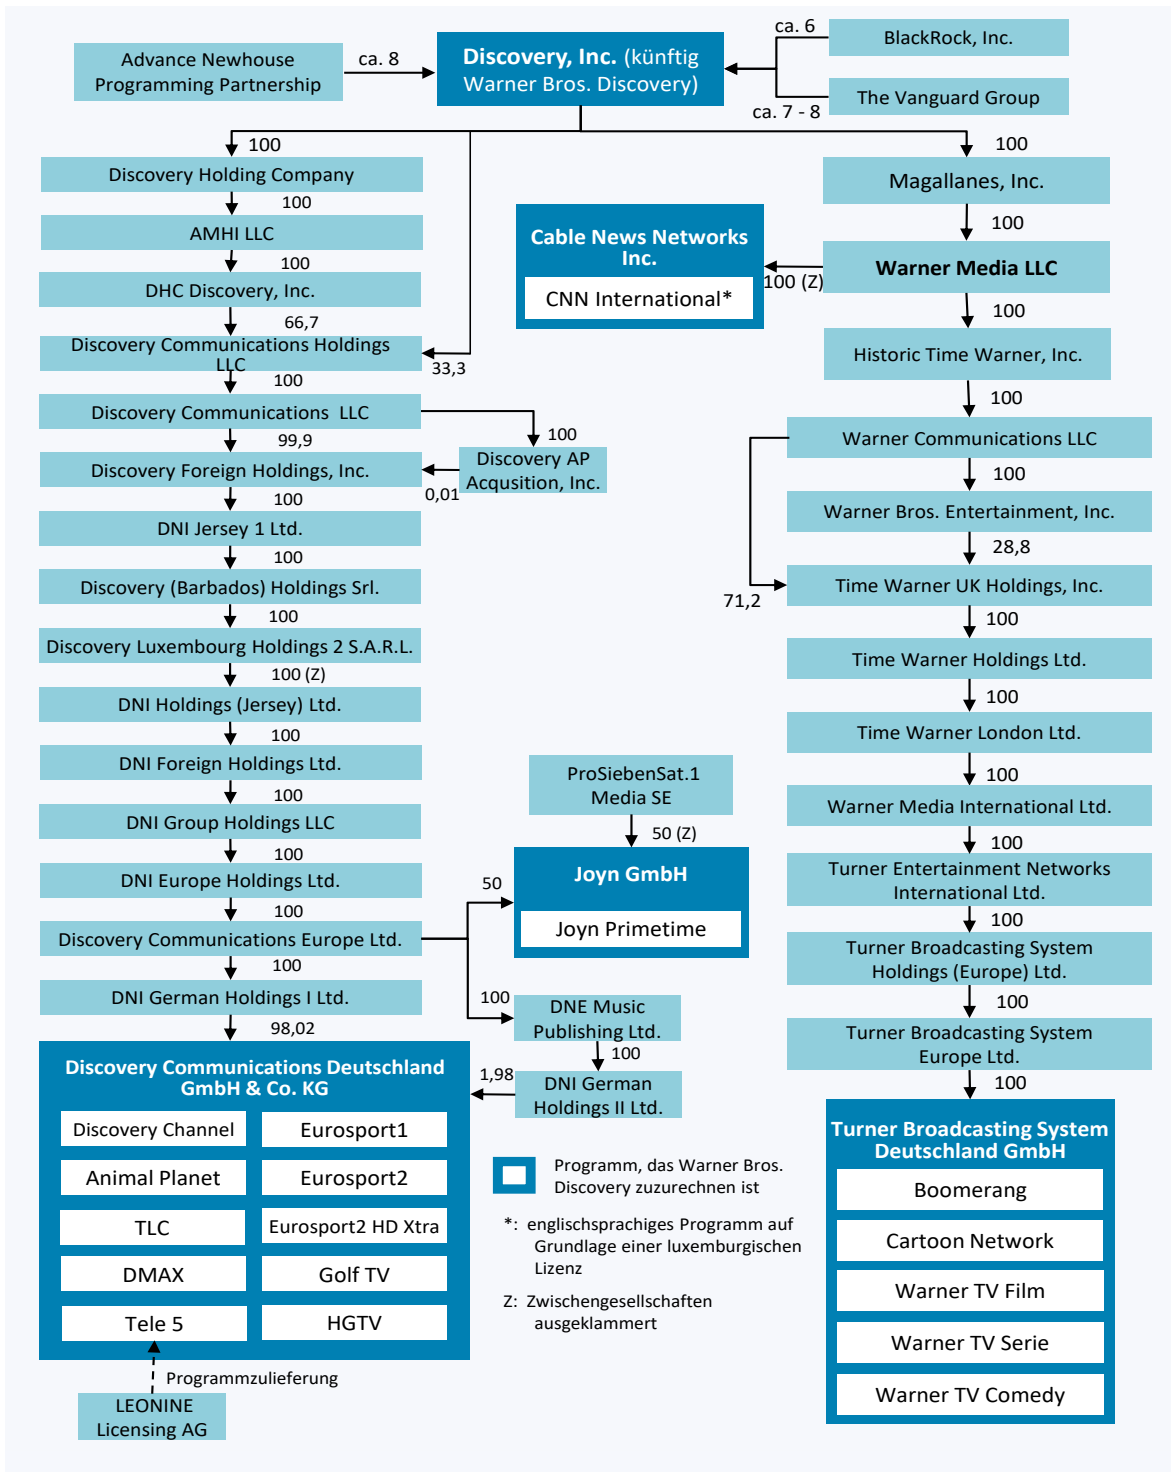 Advance Newhouse
Programming Partnership
ca. 8
Discovery, Inc. (künftig
Warner Bros. Discovery)
ca. 6
BlackRock, Inc.
The Vanguard Group
ca. 7 - 8
100
Discovery Holding Company
100
AMHI LLC
100
DHC Discovery, Inc.
66,7
Discovery Communications Holdings
LLC
33,3
100
Discovery Communications LLC
99,9
100
Discovery Foreign Holdings, Inc.
0,01
Discovery AP
Acqusition, Inc.
100
DNI Jersey 1 Ltd.
100
Discovery (Barbados) Holdings Srl.
100
Discovery Luxembourg Holdings 2 S.A.R.L.
100 (Z)
DNI Holdings (Jersey) Ltd.
100
DNI Foreign Holdings Ltd.
100
DNI Group Holdings LLC
100
DNI Europe Holdings Ltd.
100
Discovery Communications Europe Ltd.
100
DNI German Holdings I Ltd.
98,02
Discovery Communications Deutschland
GmbH & Co. KG
Discovery Channel
Eurosport1
Animal Planet
Eurosport2
TLC
Eurosport2 HD Xtra
DMAX
Golf TV
Tele 5
HGTV
Programmzulieferung
LEONINE
Licensing AG
Cable News Networks
Inc.
CNN International*
100 (Z)
ProSiebenSat.1
Media SE
50 (Z)
50
Joyn GmbH
Joyn Primetime
100
DNE Music
Publishing Ltd.
100
1,98
DNI German
Holdings II Ltd.
Programm, das Warner Bros.
Discovery zuzurechnen ist
*: englischsprachiges Programm auf
Grundlage einer luxemburgischen
Lizenz
Z: Zwischengesellschaften
ausgeklammert
100
Magallanes, Inc.
100
Warner Media LLC
100
Historic Time Warner, Inc.
100
Warner Communications LLC
100
Warner Bros. Entertainment, Inc.
28,8
71,2
Time Warner UK Holdings, Inc.
100
Time Warner Holdings Ltd.
100
Time Warner London Ltd.
100
Warner Media International Ltd.
100
Turner Entertainment Networks
International Ltd.
100
Turner Broadcasting System
Holdings (Europe) Ltd.
100
Turner Broadcasting System
Europe Ltd.
100
Turner Broadcasting System
Deutschland GmbH
Boomerang
Cartoon Network
Warner TV Film
Warner TV Serie
Warner TV Comedy